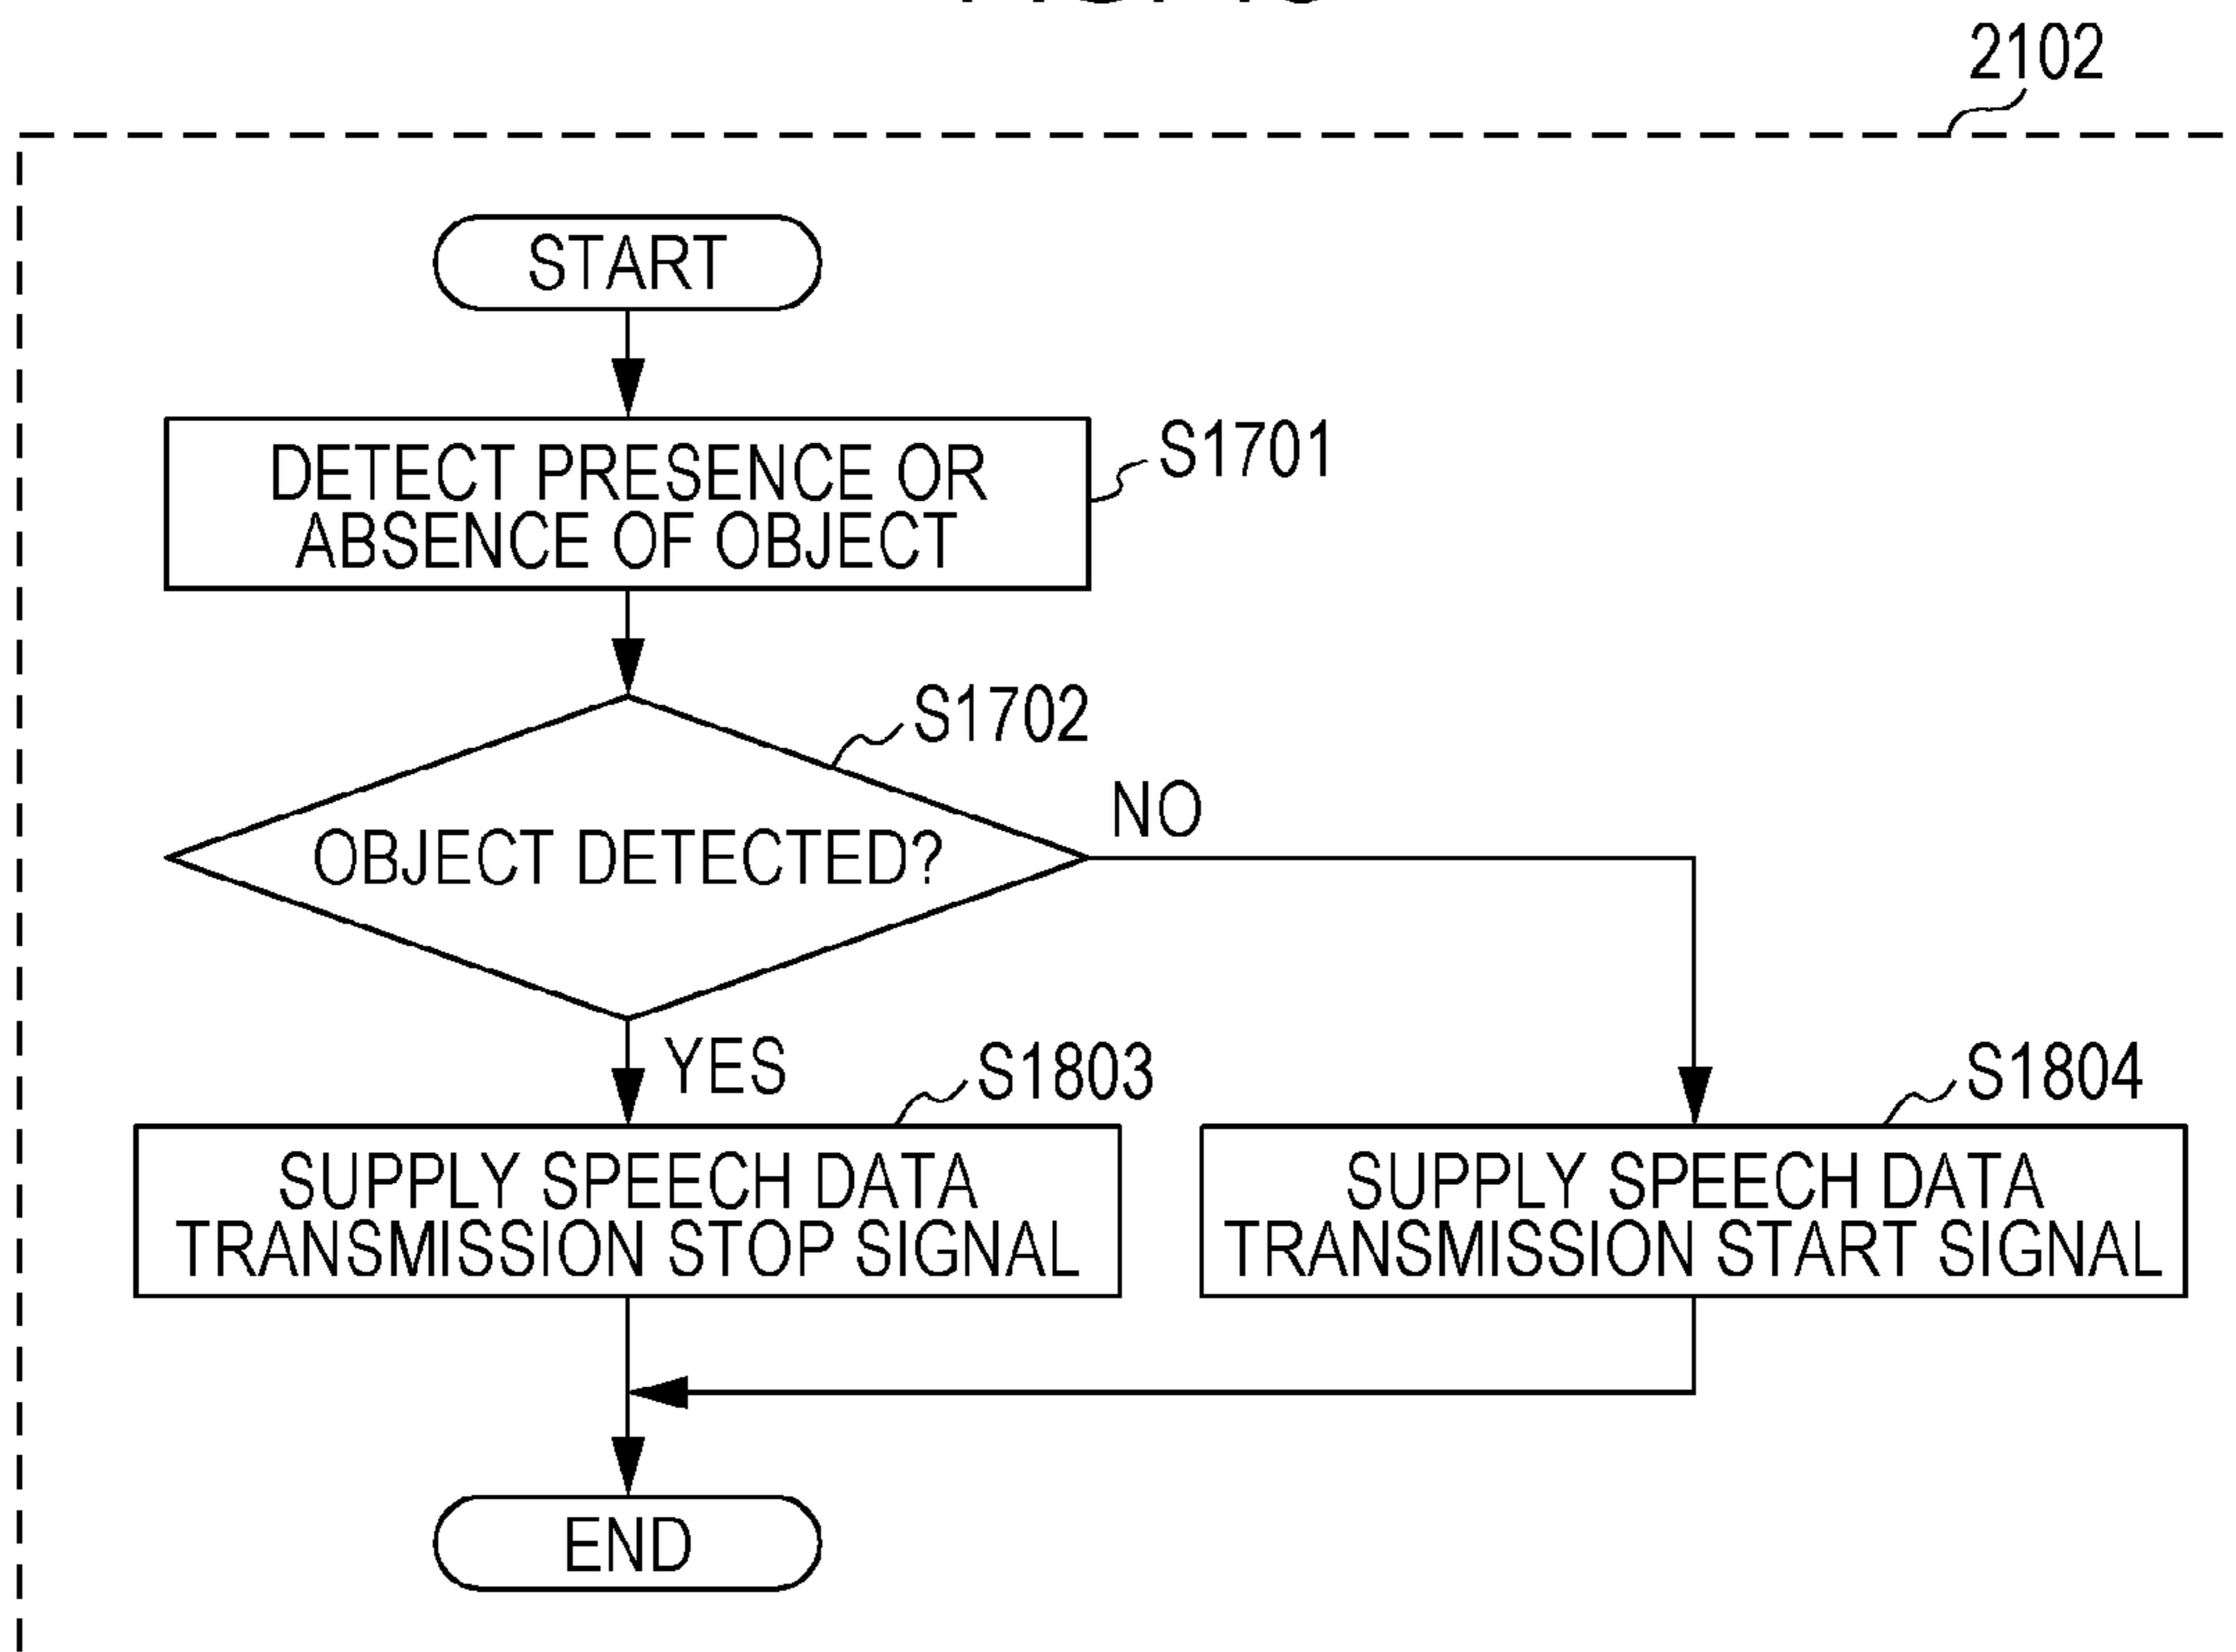 2102
START
DETECT PRESENCE OR
ABSENCE OF OBJECT
S1701
S1702
OBJECT DETECTED?
NO
YES
S1803
SUPPLY SPEECH DATA
TRANSMISSION STOP SIGNAL
S1804
SUPPLY SPEECH DATA
TRANSMISSION START SIGNAL
END